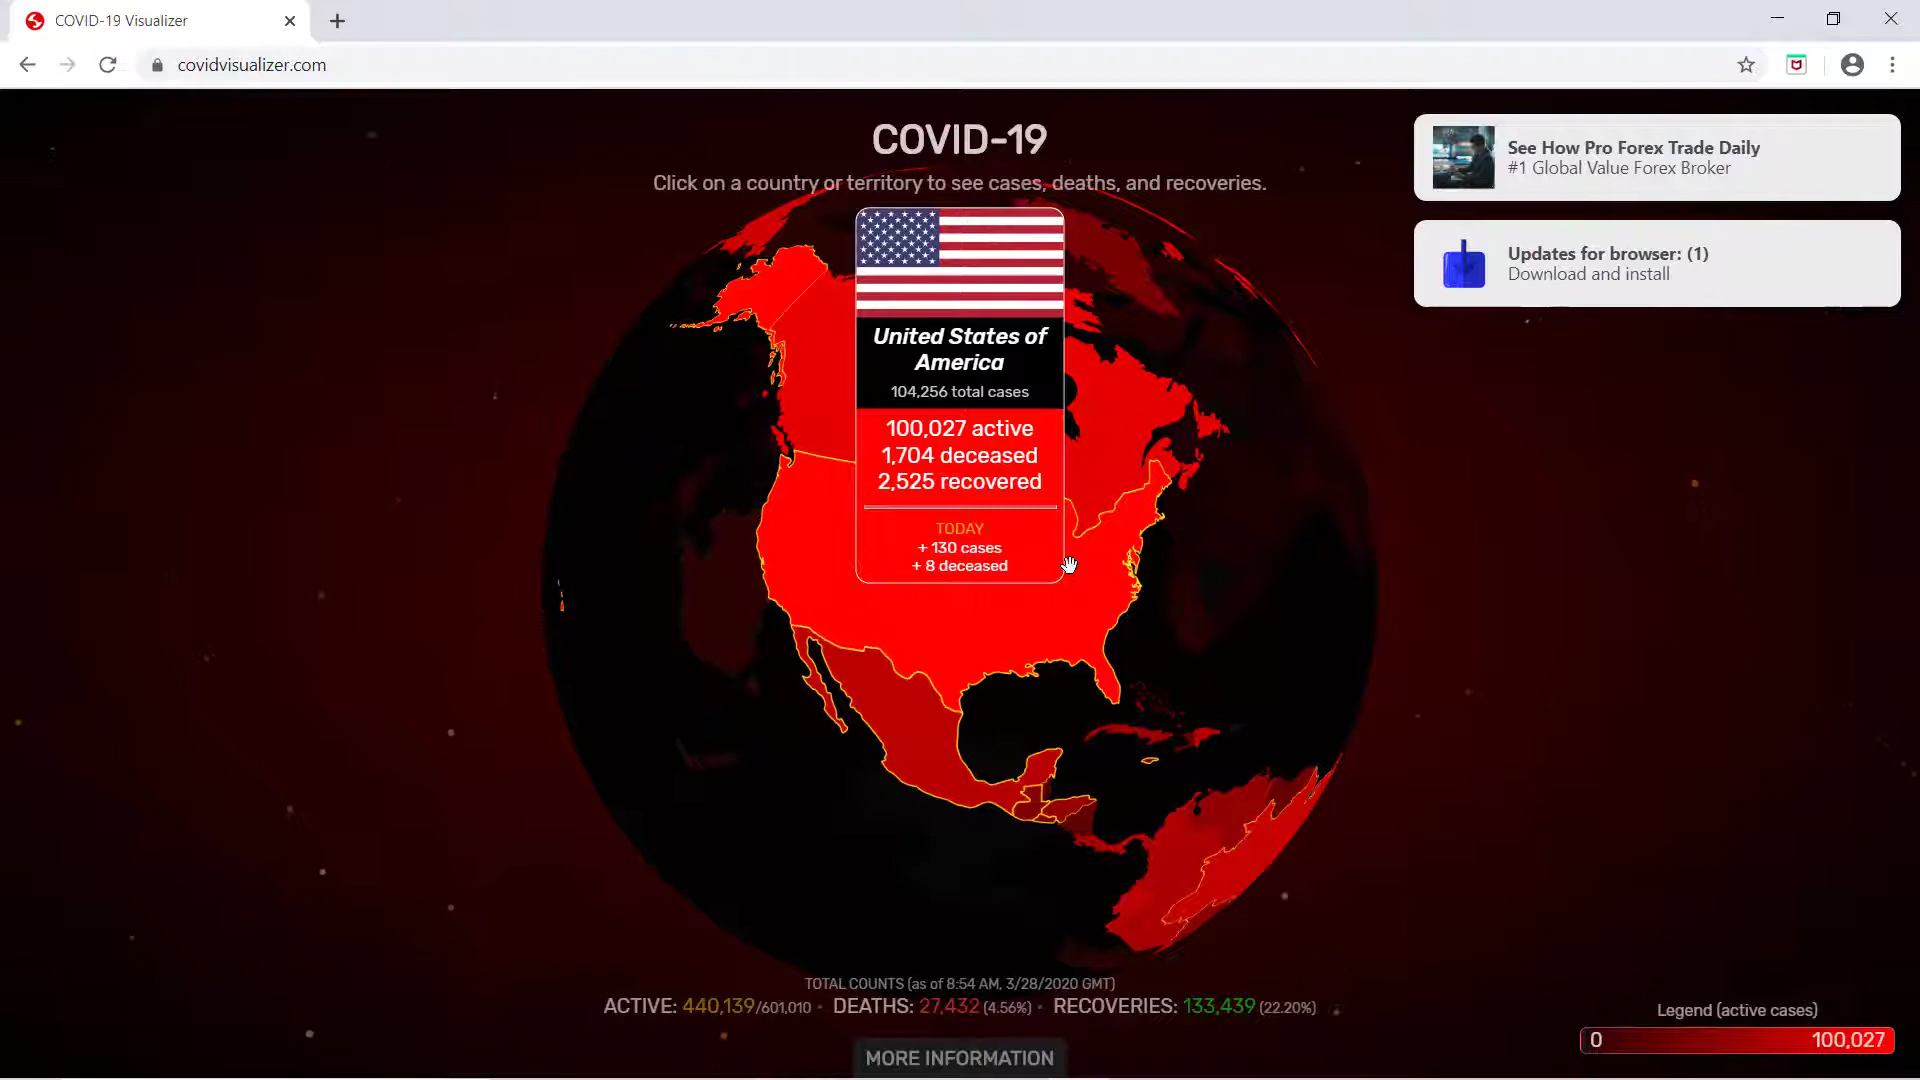 COVID-19 Visualizer
covidvisualizer.com
COVID-19
Click on a country or territory to see cases, deaths, and recoveries.
See How Pro Forex Trade Daily
#1 Global Value Forex Broker
Updates for browser: (1)
Download and install
United States of
America
104,256 total cases
100,027 active
1,704 deceased
2,525 recovered
TODAY
+ 130 cases
+ 8 deceased
TOTAL COUNTS (as of 8:54 AM, 3/28/2020 GMT)
ACTIVE: 440,139/601,010 • DEATHS: 27,432 (4.56%) • RECOVERIES: 133,439 (22.20%)
MORE INFORMATION
Legend (active cases)
0 100,027